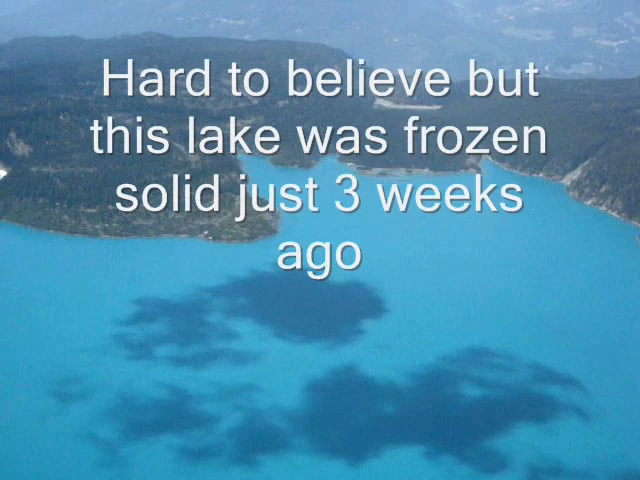 Hard to believe but
this lake was frozen
solid just 3 weeks
ago